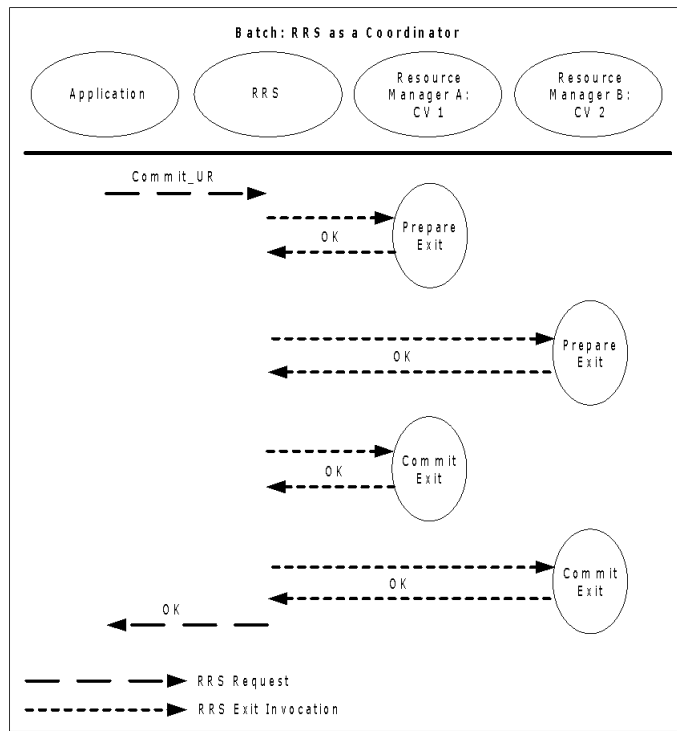 Batch: RRS as a Coordinator
Application
RRS
Resource
Manager A:
CV 1
Resource
Manager B:
CV 2
Commit_UR
OK
Prepare
Exit
OK
Prepare
Exit
OK
Commit
Exit
OK
Commit
Exit
OK
RRS Request
RRS Exit Invocation